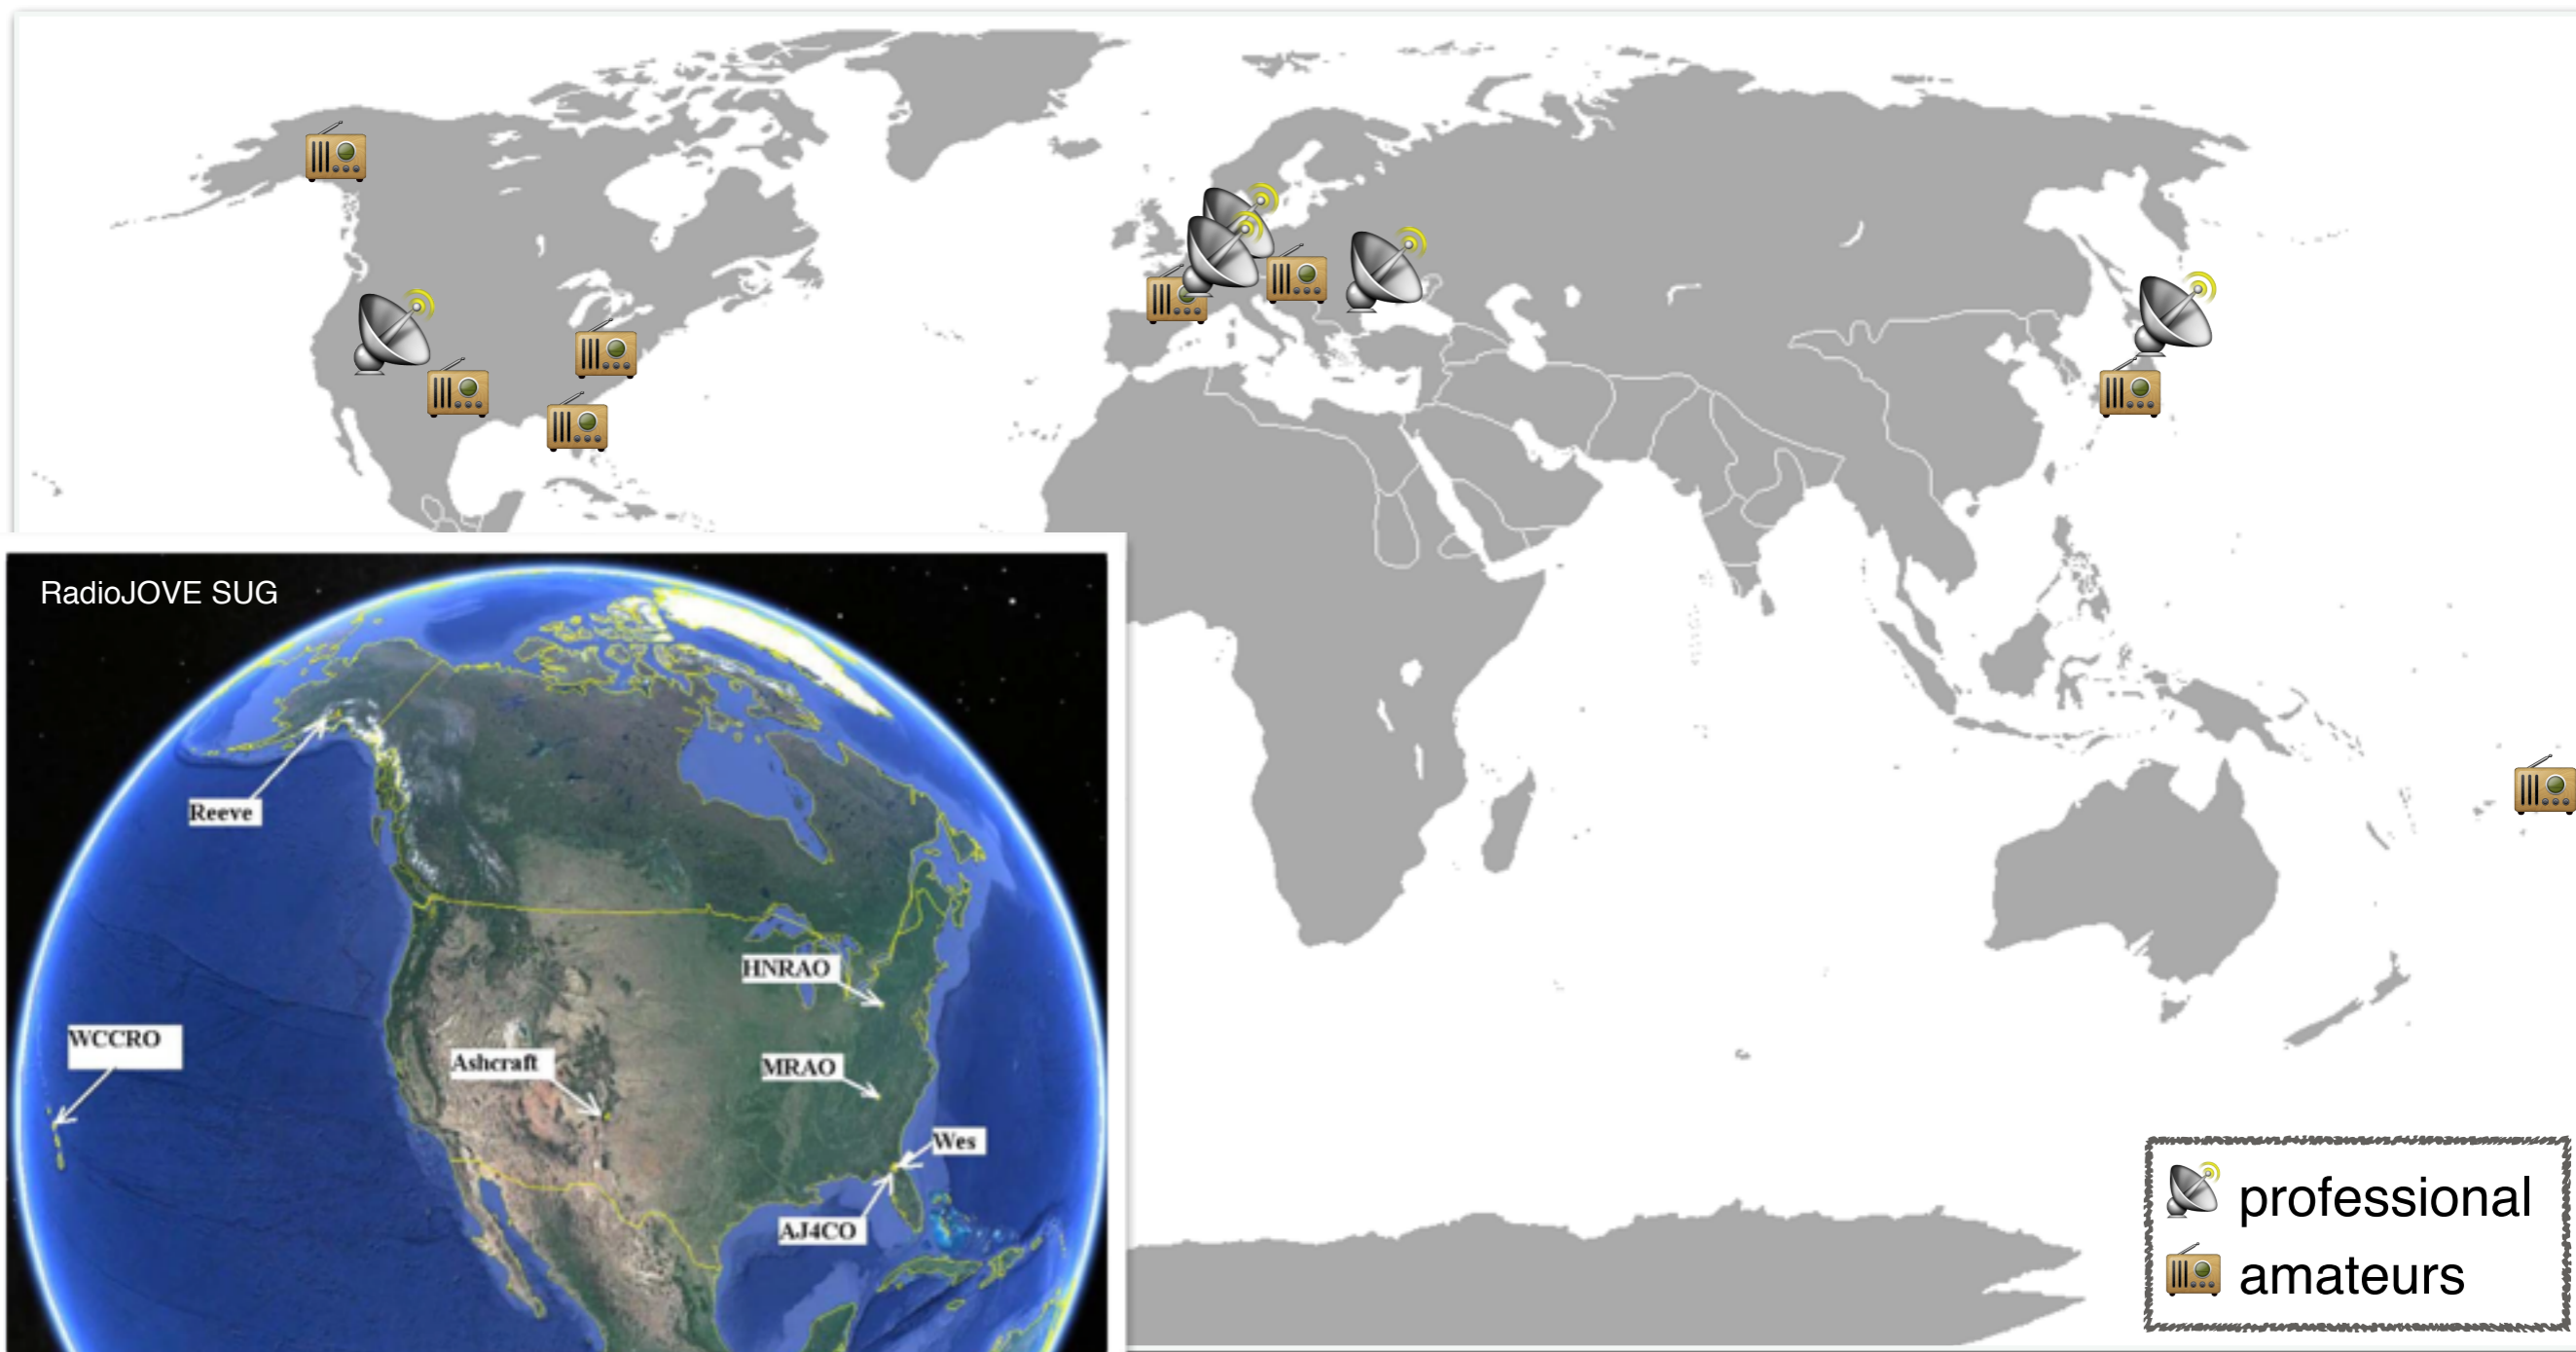 RadioJOVE SUG
Reeve
HNRAO
WCCRO
Ashcraft
MRAO
Wes
AJ4CO
professional
amateurs